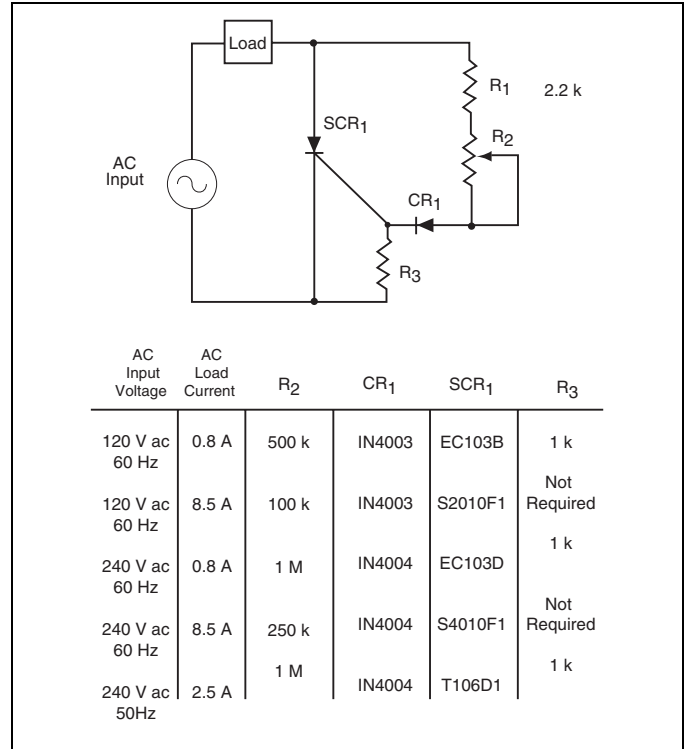 Load
R1 2.2 k
SCR1
R2
AC
Input
CR1
R3
AC
Input
Voltage
AC
Load
Current
R2
CR1
SCR1
R3
120 V ac
60 Hz
0.8 A
500 k
IN4003
EC103B
1 k
120 V ac
60 Hz
8.5 A
100 k
IN4003
S2010F1
Not
Required
240 V ac
60 Hz
0.8 A
1 M
IN4004
EC103D
1 k
240 V ac
60 Hz
8.5 A
250 k
IN4004
S4010F1
Not
Required
240 V ac
50Hz
2.5 A
1 M
IN4004
T106D1
1 k